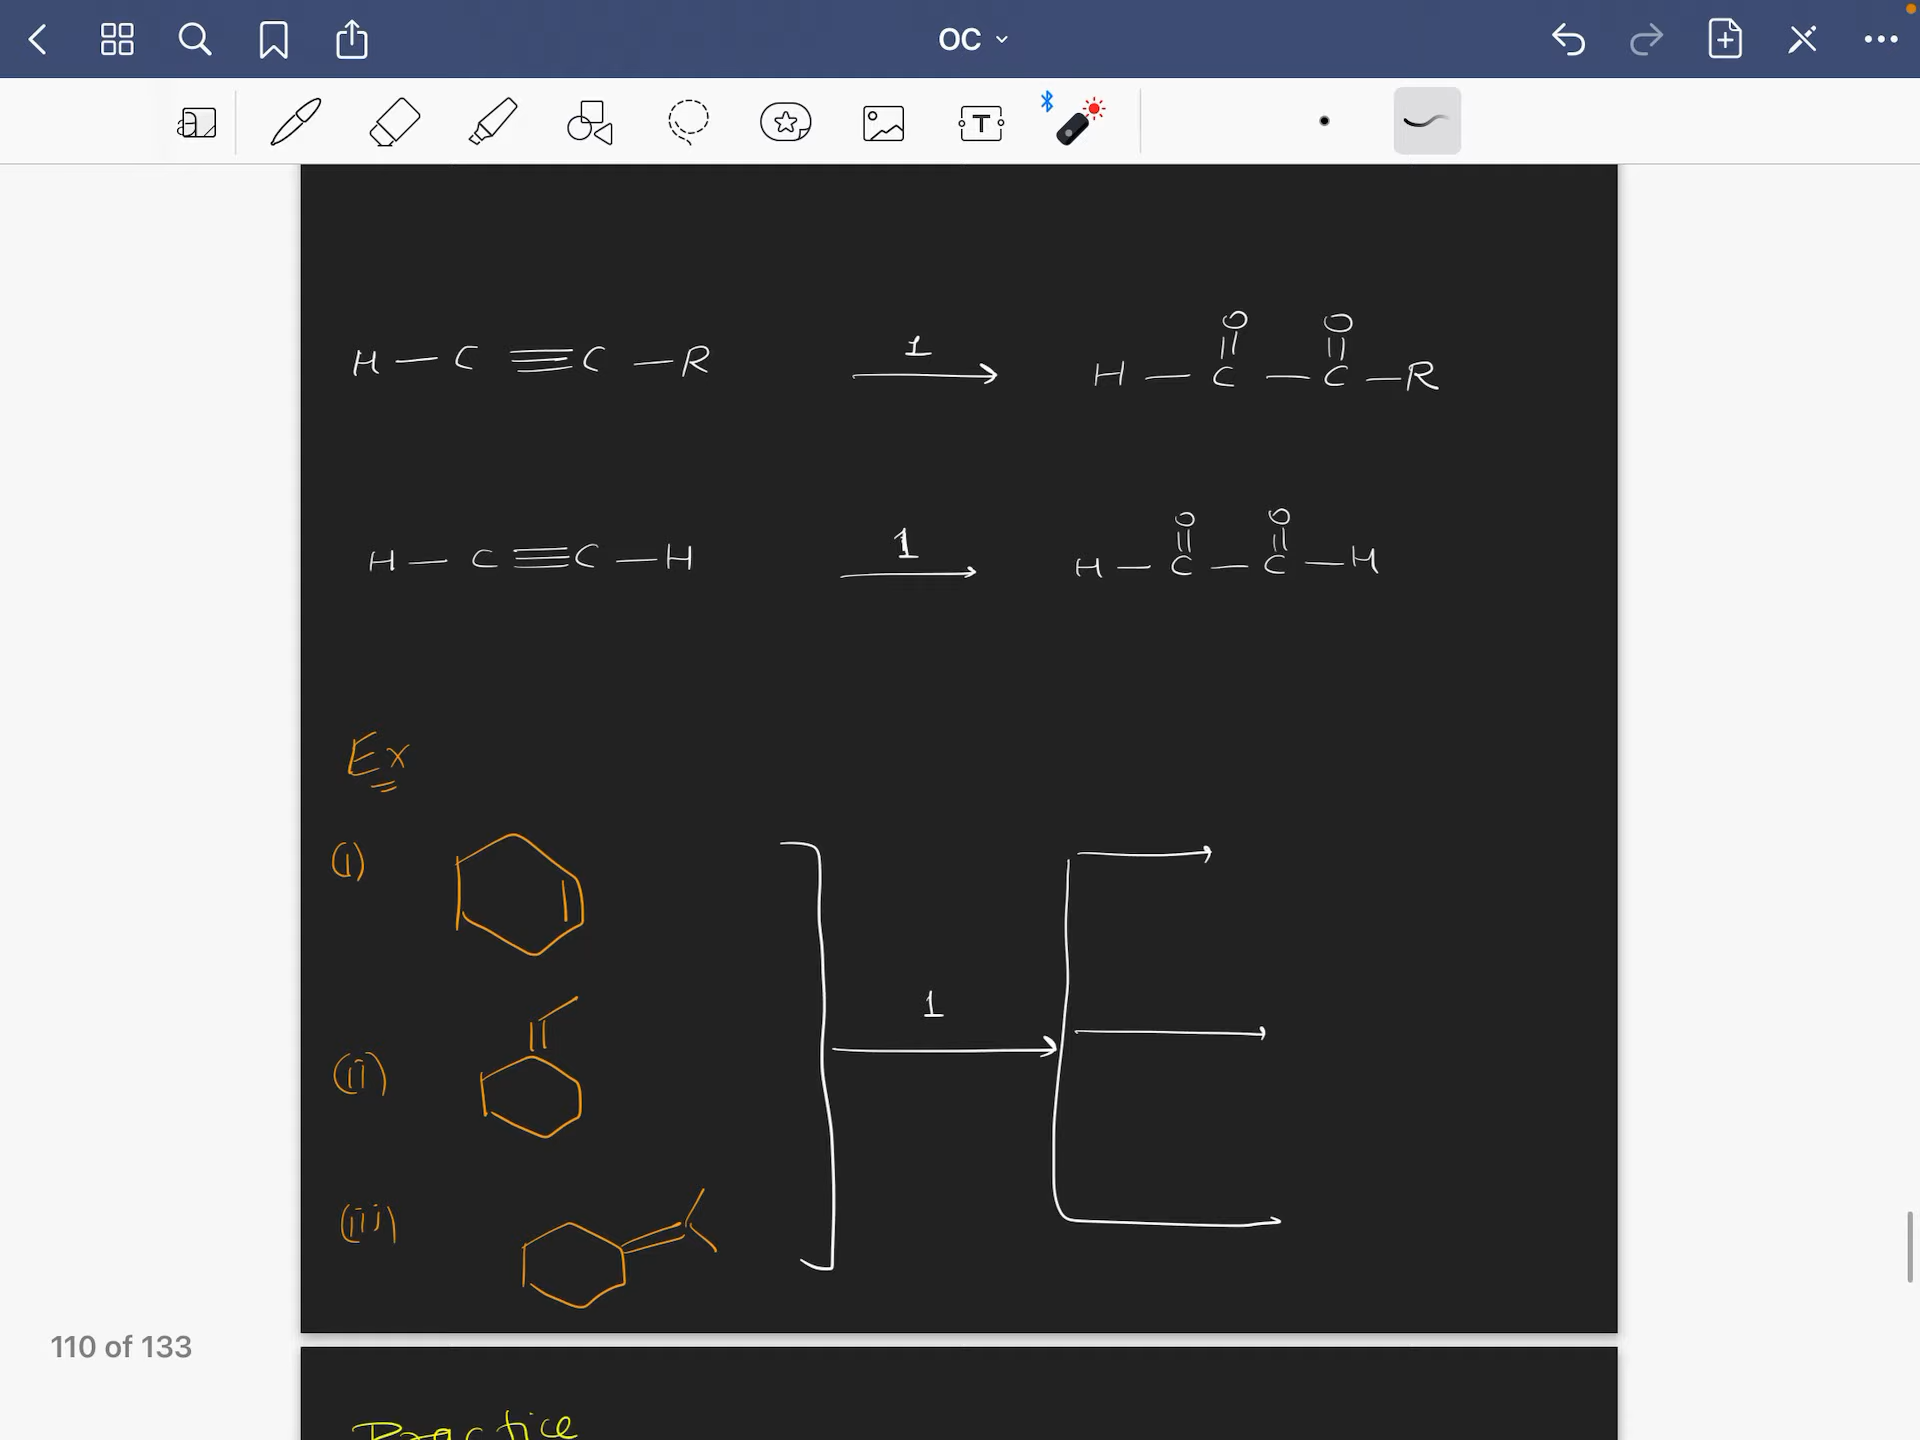 OC
H — C ≡ C — R
1
H — C — C — R
O O
H — C ≡ C — H
1
H — C — C — H
O O
Ex
(i)
(ii)
1
(iii)
110 of 133
Practice